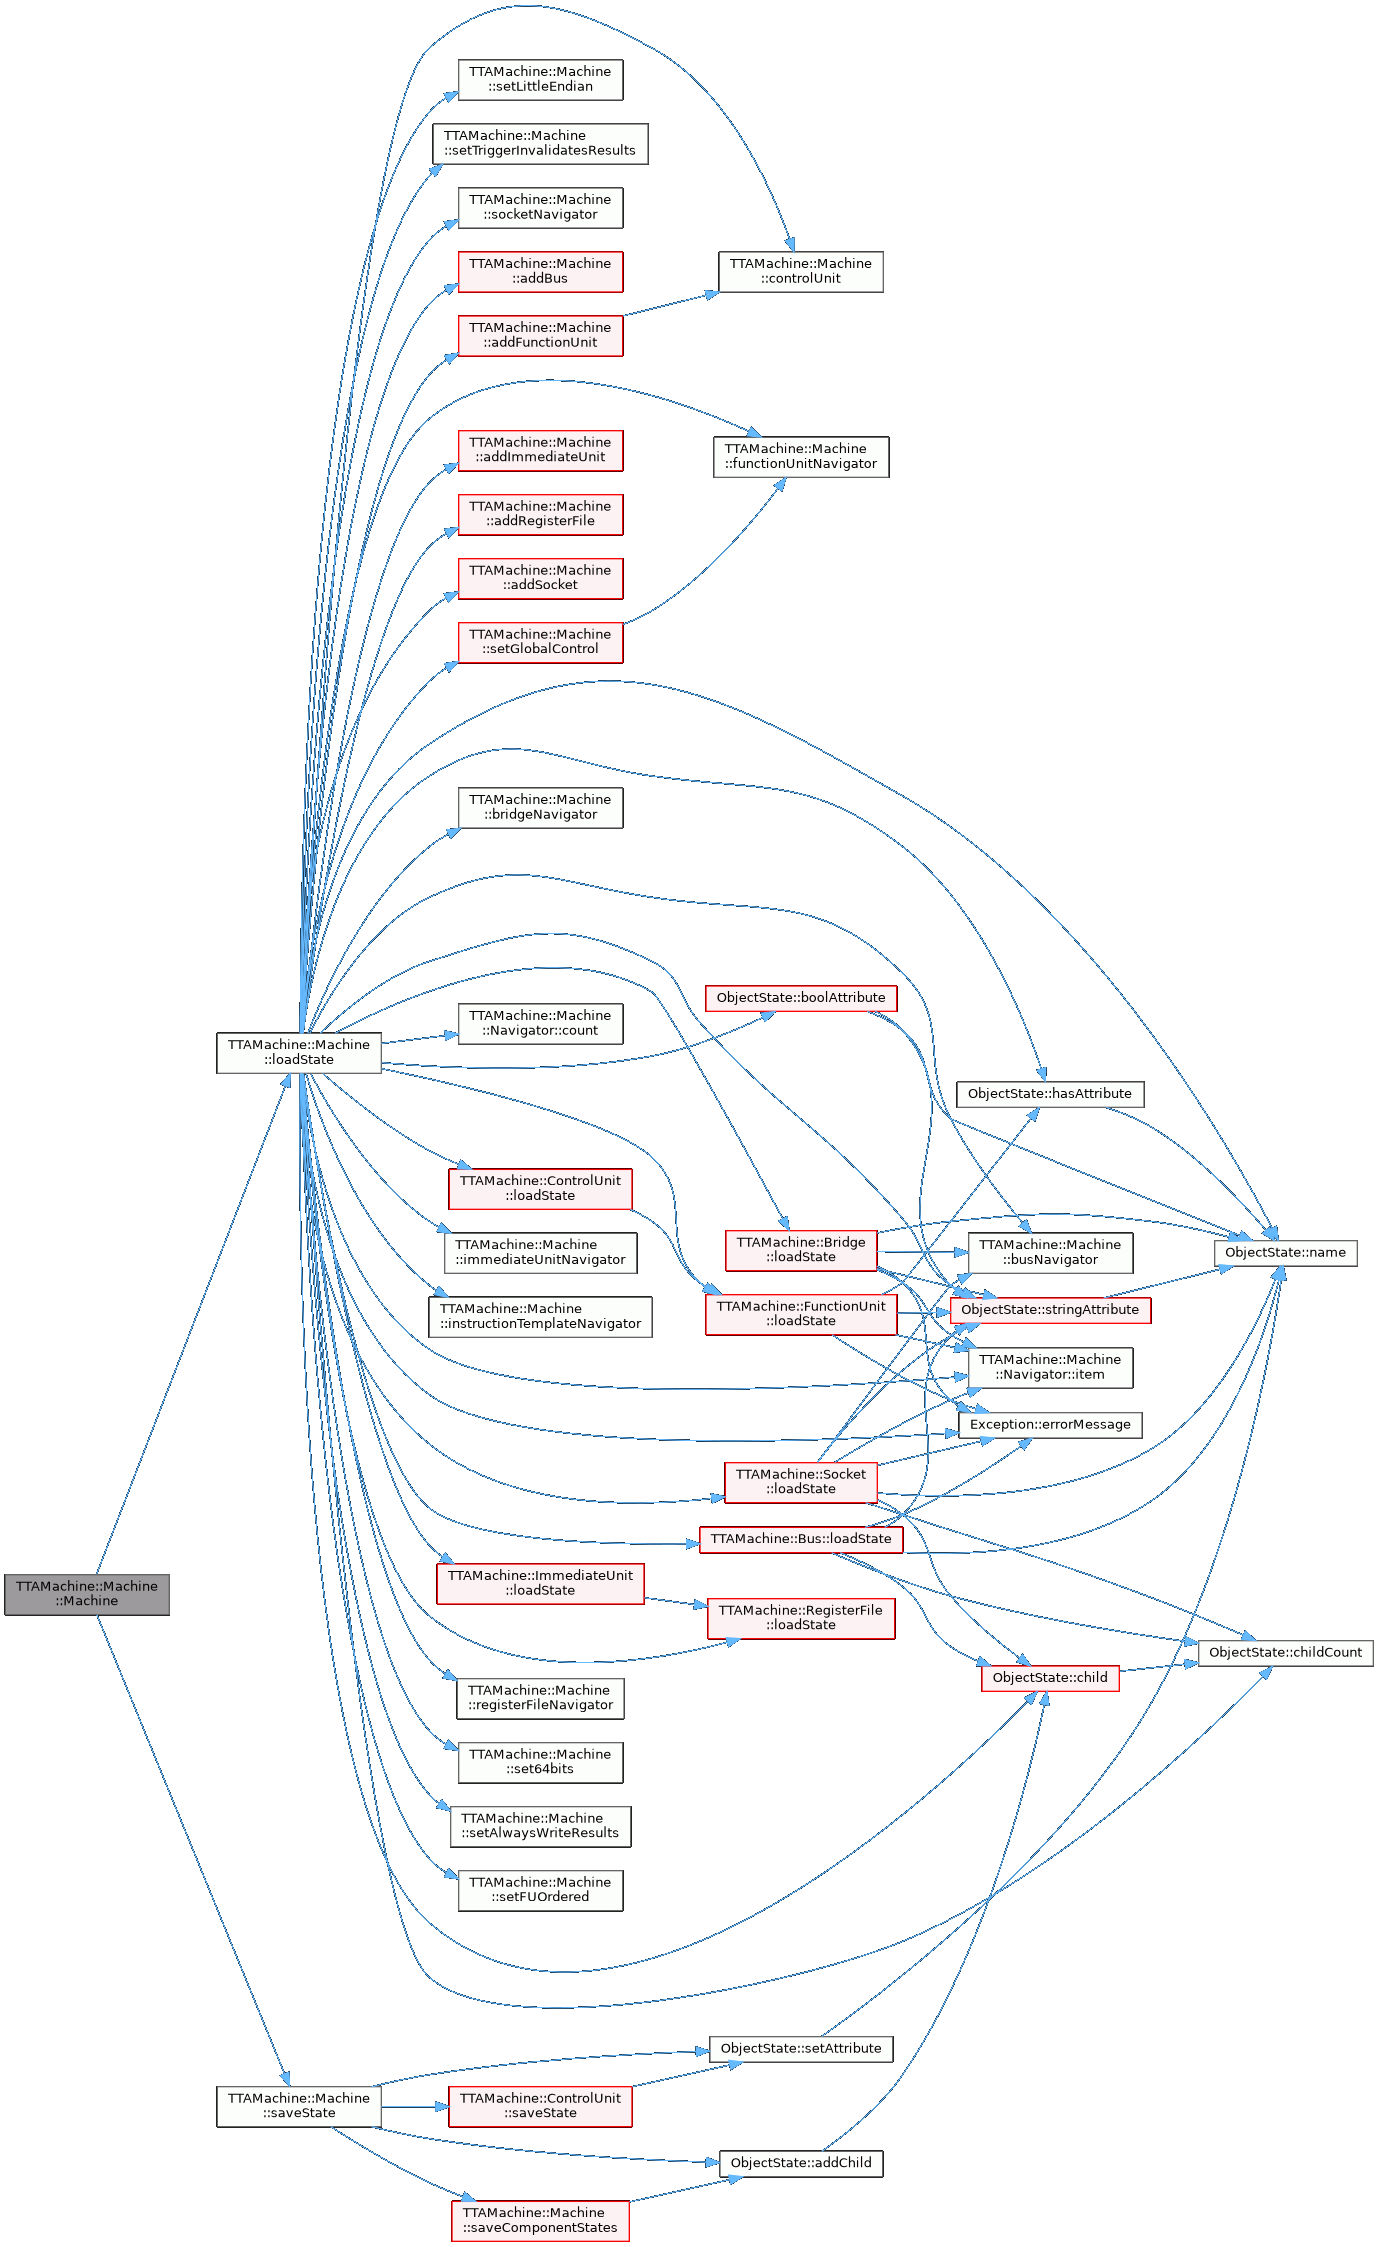 TTAMachine::Machine
::setLittleEndian
TTAMachine::Machine
::setTriggerInvalidatesResults
TTAMachine::Machine
::socketNavigator
TTAMachine::Machine
::addBus
TTAMachine::Machine
::controlUnit
TTAMachine::Machine
::addFunctionUnit
TTAMachine::Machine
::addImmediateUnit
TTAMachine::Machine
::functionUnitNavigator
TTAMachine::Machine
::addRegisterFile
TTAMachine::Machine
::addSocket
TTAMachine::Machine
::setGlobalControl
TTAMachine::Machine
::bridgeNavigator
ObjectState::boolAttribute
TTAMachine::Machine
::Navigator::count
TTAMachine::Machine
::loadState
ObjectState::hasAttribute
TTAMachine::ControlUnit
::loadState
TTAMachine::Machine
::immediateUnitNavigator
TTAMachine::Bridge
::loadState
TTAMachine::Machine
::busNavigator
ObjectState::name
TTAMachine::Machine
::instructionTemplateNavigator
TTAMachine::FunctionUnit
::loadState
ObjectState::stringAttribute
TTAMachine::Machine
::Navigator::item
Exception::errorMessage
TTAMachine::Socket
::loadState
TTAMachine::Bus::loadState
TTAMachine::Machine
::Machine
TTAMachine::ImmediateUnit
::loadState
TTAMachine::RegisterFile
::loadState
ObjectState::childCount
ObjectState::child
TTAMachine::Machine
::registerFileNavigator
TTAMachine::Machine
::set64bits
TTAMachine::Machine
::setAlwaysWriteResults
TTAMachine::Machine
::setFUOrdered
ObjectState::setAttribute
TTAMachine::Machine
::saveState
TTAMachine::ControlUnit
::saveState
ObjectState::addChild
TTAMachine::Machine
::saveComponentStates